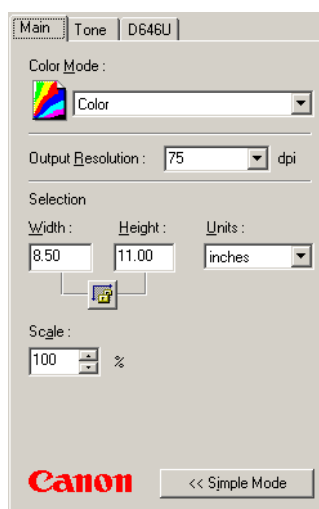 Main Tone D646U
Color Mode :
Color
Output Resolution : 75 dpi
Selection
Width : Height : Units :
8.50 11.00 inches
Scale :
100 %
Canon << Simple Mode